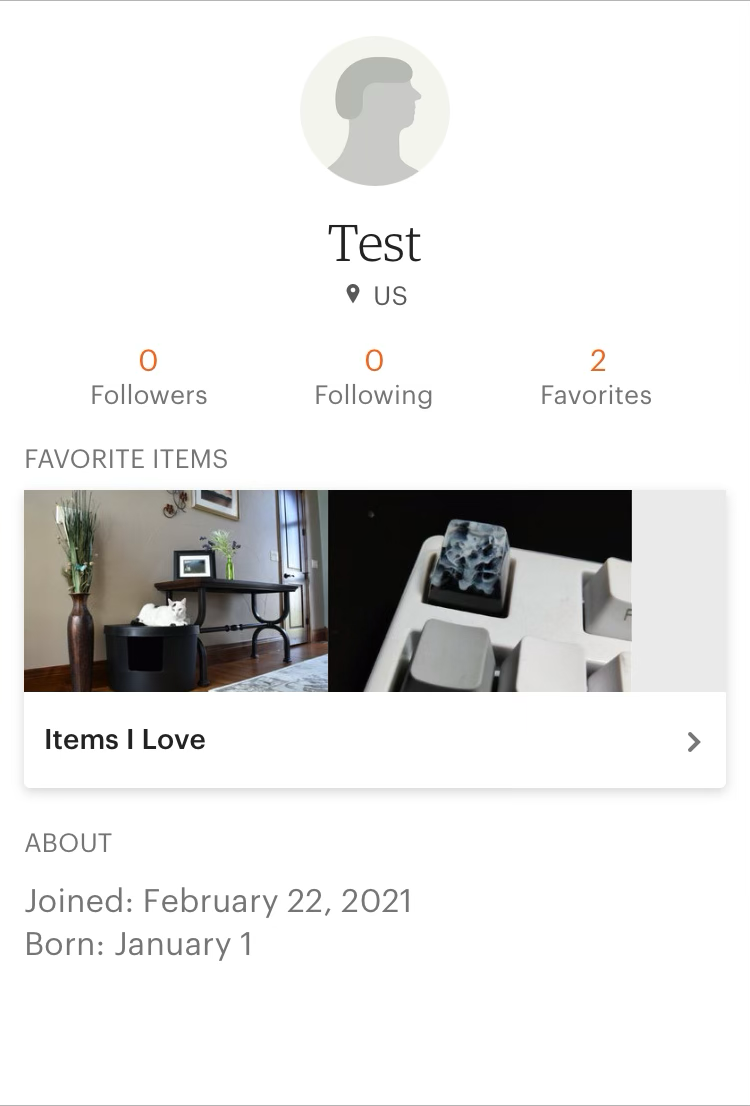 Test
US
0
Followers
0
Following
2
Favorites
FAVORITE ITEMS
Items I Love
ABOUT
Joined: February 22, 2021
Born: January 1